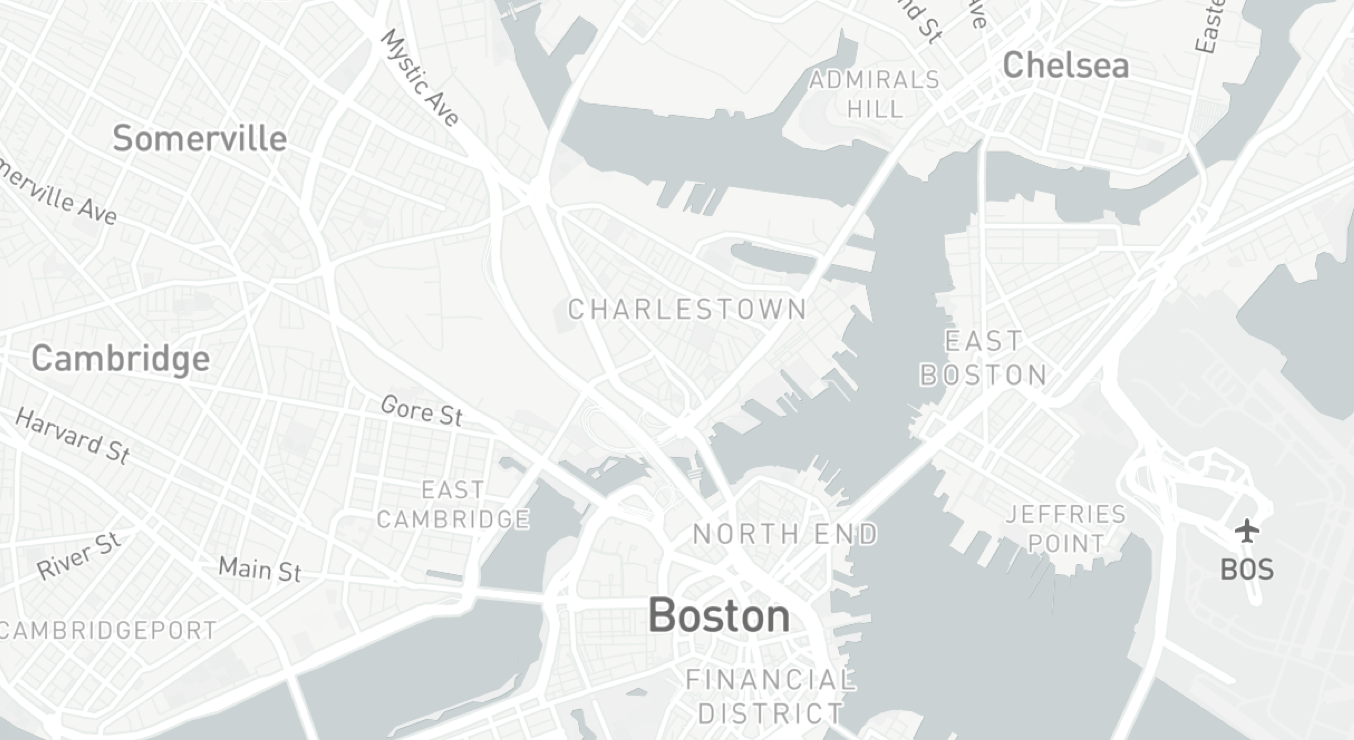 Mystic Ave
nd St
Ave
Easte
Chelsea
ADMIRALS
HILL
Somerville
merville Ave
CHARLESTOWN
EAST
BOSTON
Cambridge
Gore St
Harvard St
EAST
CAMBRIDGE
NORTH END
JEFFRIES
POINT
River St
Main St
BOS
Boston
CAMBRIDGEPORT
FINANCIAL
DISTRICT